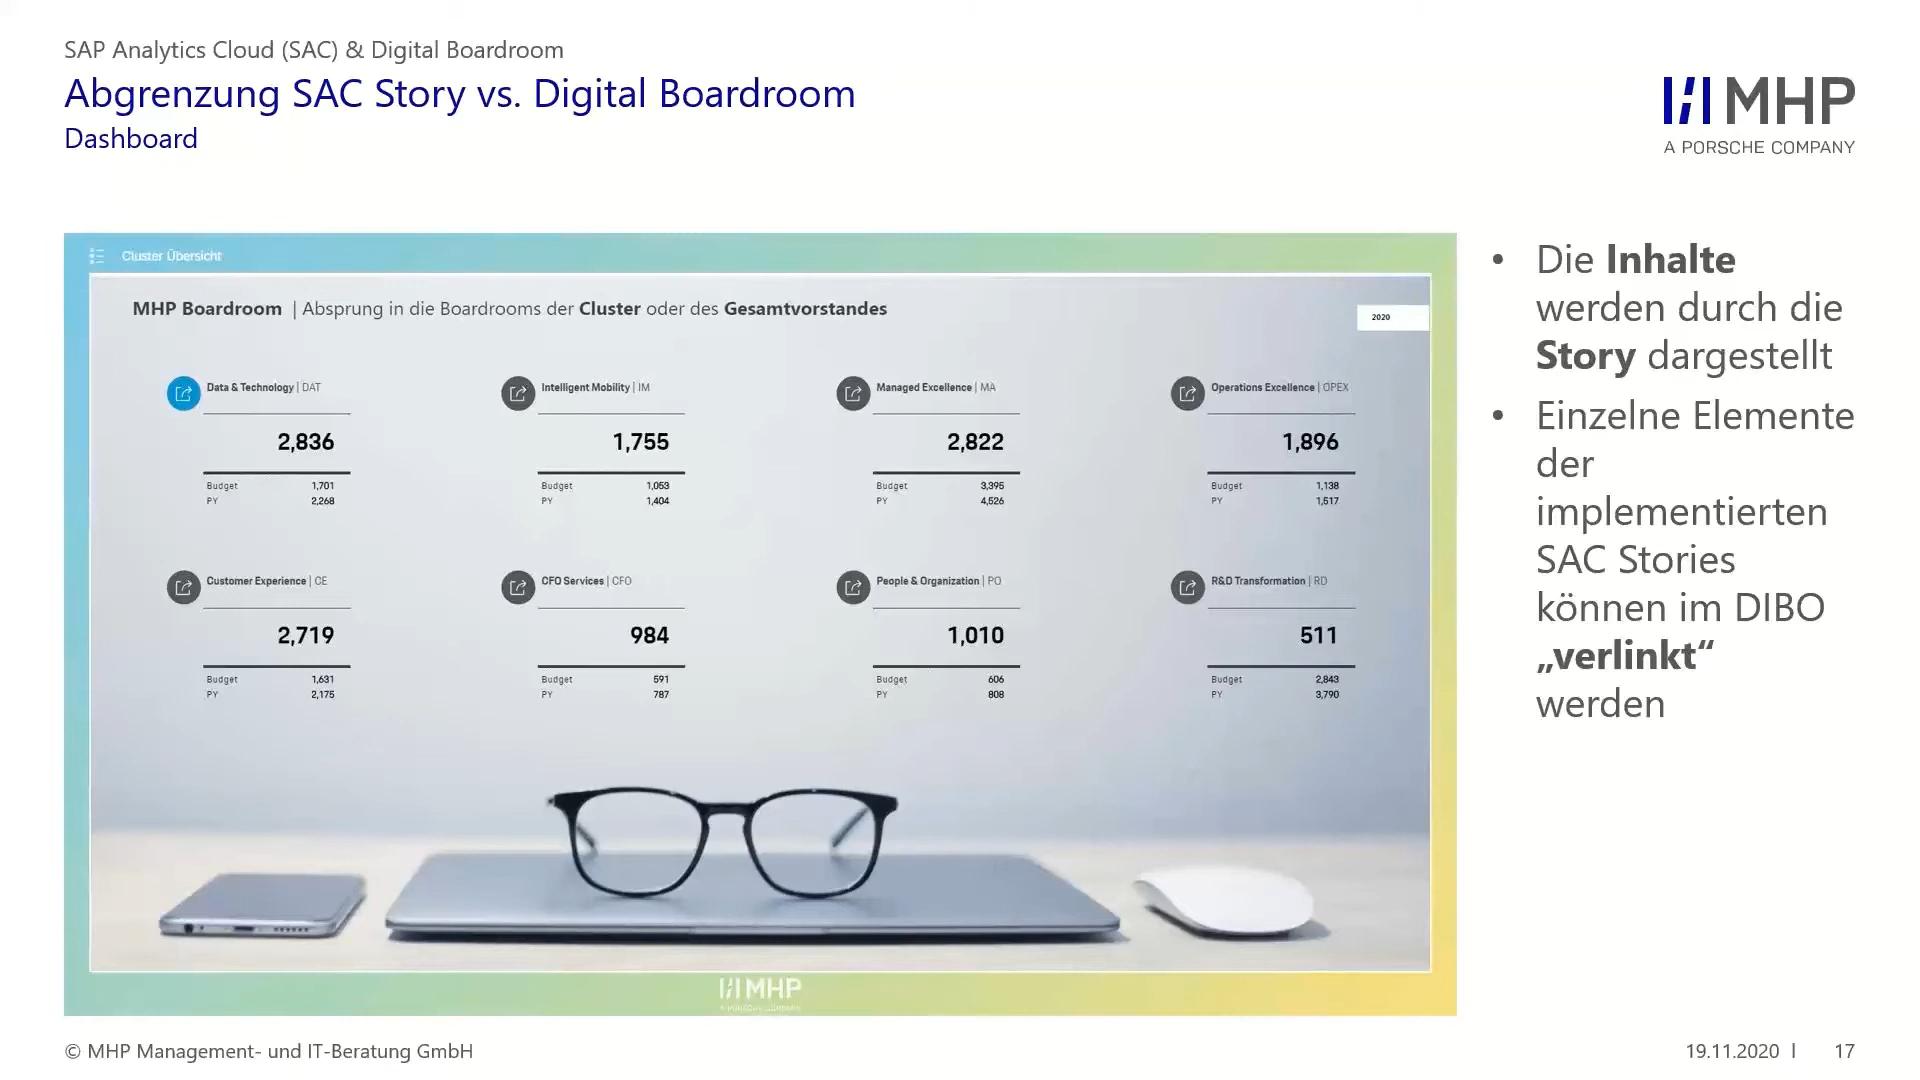 SAP Analytics Cloud (SAC) & Digital Boardroom
Abgrenzung SAC Story vs. Digital Boardroom
Dashboard
MHP
A PORSCHE COMPANY
Cluster Übersicht
MHP Boardroom | Absprung in die Boardrooms der Cluster oder des Gesamtvorstandes
2020
Data & Technology | DAT
2,836
Budget 1,701
PY 2,268
Intelligent Mobility | IM
1,755
Budget 1,053
PY 1,404
Managed Excellence | MA
2,822
Budget 3,395
PY 4,526
Operations Excellence | OPEX
1,896
Budget 1,138
PY 1,517
Customer Experience | CE
2,719
Budget 1,631
PY 2,175
CFO Services | CFO
984
Budget 591
PY 787
People & Organization | PO
1,010
Budget 606
PY 808
R&D Transformation | RD
511
Budget 2,843
PY 3,790
MHP
A PORSCHE COMPANY
• Die Inhalte
werden durch die
Story dargestellt
• Einzelne Elemente
der
implementierten
SAC Stories
können im DIBO
„verlinkt“
werden
© MHP Management- und IT-Beratung GmbH
19.11.2020 | 17